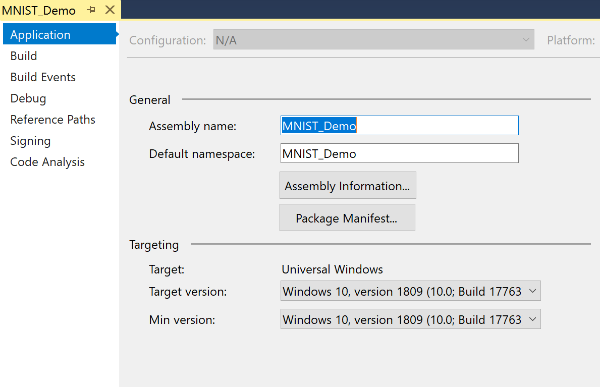 MNIST_Demo
Application
Build
Build Events
Debug
Reference Paths
Signing
Code Analysis
Configuration: N/A Platform:
General
Assembly name: MNIST_Demo
Default namespace: MNIST_Demo
Assembly Information...
Package Manifest...
Targeting
Target: Universal Windows
Target version: Windows 10, version 1809 (10.0; Build 17763
Min version: Windows 10, version 1809 (10.0; Build 17763